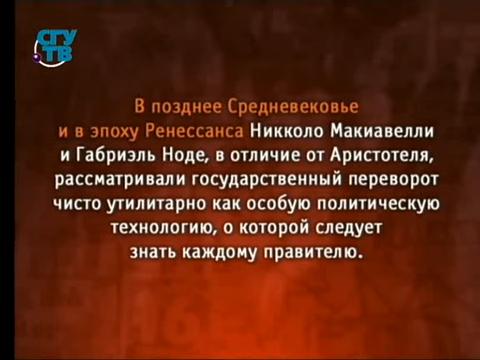 СГУ
ТВ
В позднее Средневековье
и в эпоху Ренессанса Никколо Макиавелли
и Габриэль Ноде, в отличие от Аристотеля,
рассматривали государственный переворот
чисто утилитарно как особую политическую
технологию, о которой следует
знать каждому правителю.